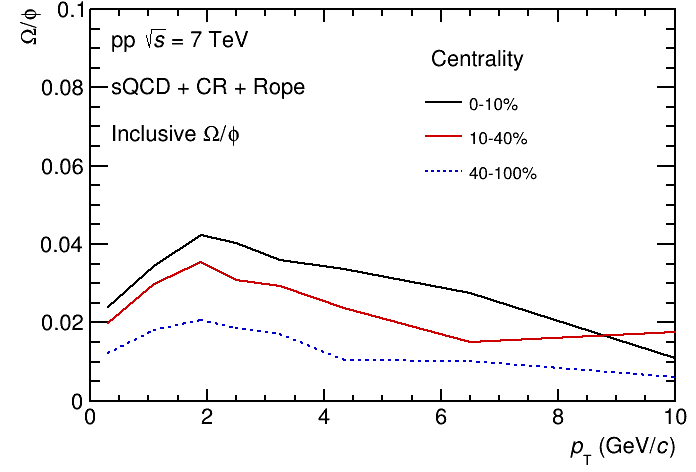 Ω/ϕ
0.1
0.08
0.06
0.04
0.02
0
pp √s = 7 TeV
sQCD + CR + Rope
Inclusive Ω/ϕ
Centrality
0-10%
10-40%
40-100%
0 2 4 6 8 10
p_T (GeV/c)